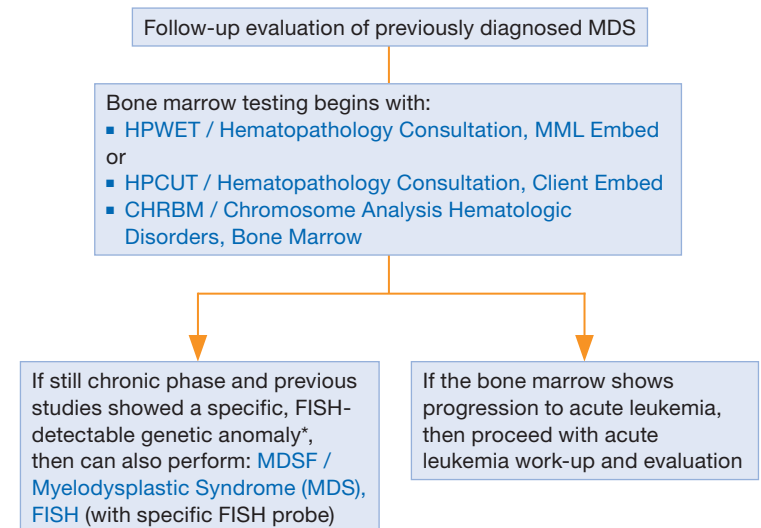 Follow-up evaluation of previously diagnosed MDS
Bone marrow testing begins with:
▪ HPWET / Hematopathology Consultation, MML Embed
or
▪ HPCUT / Hematopathology Consultation, Client Embed
▪ CHRBM / Chromosome Analysis Hematologic
Disorders, Bone Marrow
If still chronic phase and previous
studies showed a specific, FISH-
detectable genetic anomaly*,
then can also perform: MDSF /
Myelodysplastic Syndrome (MDS),
FISH (with specific FISH probe)
If the bone marrow shows
progression to acute leukemia,
then proceed with acute
leukemia work-up and evaluation